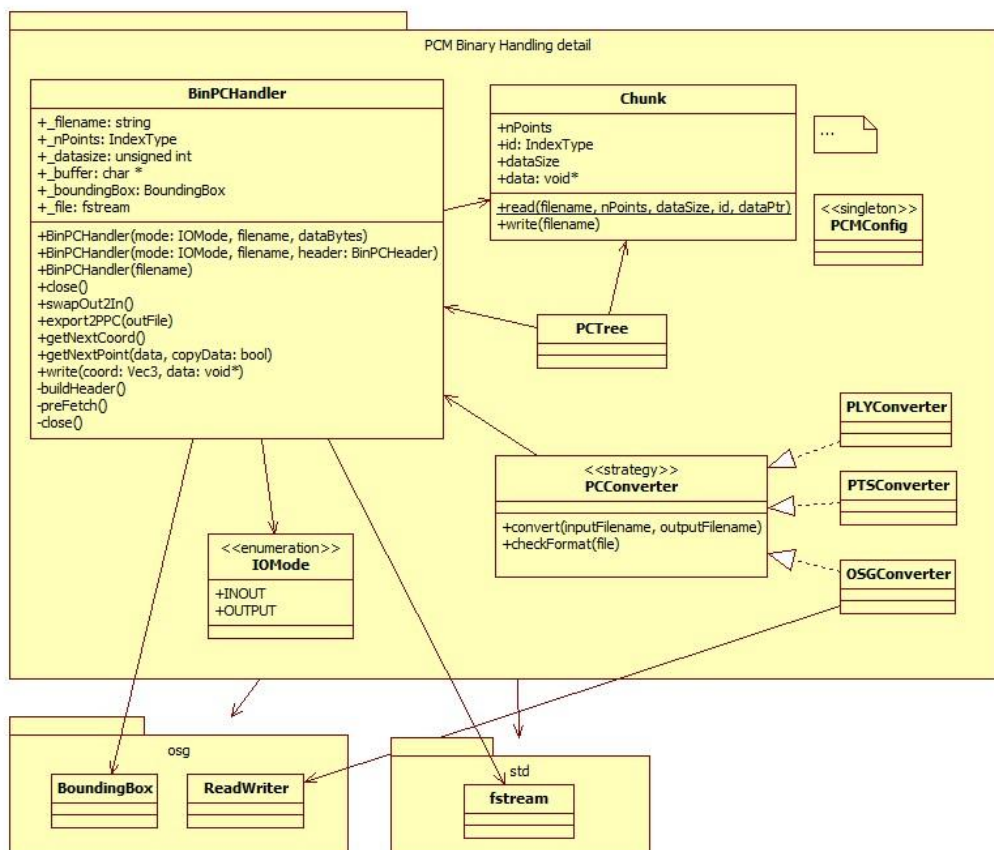 PCM Binary Handling detail
BinPCHandler
+_filename: string
+_nPoints: IndexType
+_datasize: unsigned int
+_buffer: char *
+_boundingBox: BoundingBox
+_file: fstream
+BinPCHandler(mode: IOMode, filename, dataBytes)
+BinPCHandler(mode: IOMode, filename, header: BinPCHeader)
+BinPCHandler(filename)
+close()
+swapOut2In()
+export2PPC(outFile)
+getNextCoord()
+getNextPoint(data, copyData: bool)
+write(coord: Vec3, data: void*)
-buildHeader()
-preFetch()
-close()
Chunk
+nPoints
+id: IndexType
+dataSize
+data: void*
+read(filename, nPoints, dataSize, id, dataPtr)
+write(filename)
...
<<singleton>>
PCMConfig
PCTree
<<strategy>>
PCConverter
+convert(inputFilename, outputFilename)
+checkFormat(file)
PLYConverter
PTSConverter
OSGConverter
<<enumeration>>
IOMode
+INOUT
+OUTPUT
osg
BoundingBox
ReadWriter
std
fstream